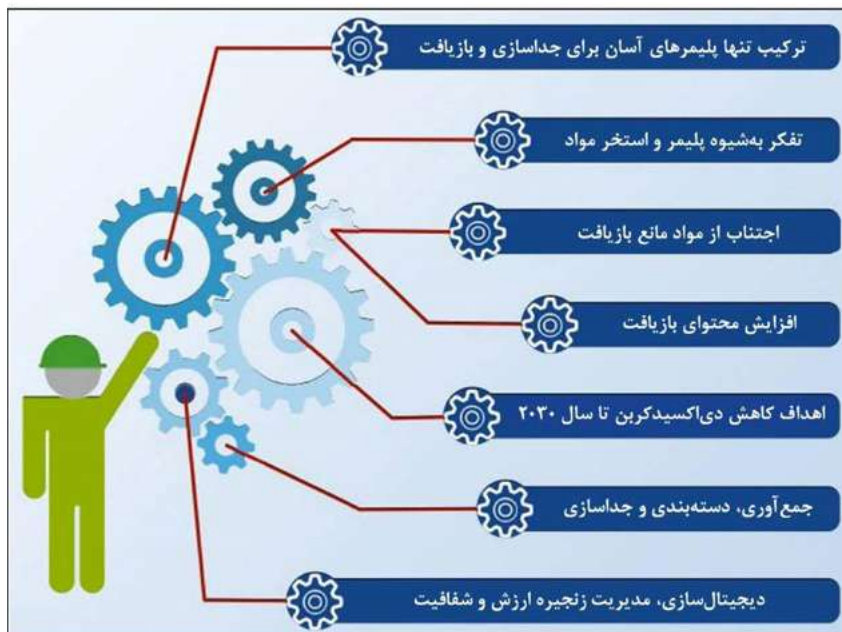 ترکیب تنها پلیمرهای آسان برای جداسازی و بازیافت
تفکر به‌شیوه پلیمر و استخر مواد
اجتناب از مواد مانع بازیافت
افزایش محتوای بازیافت
اهداف کاهش دی‌اکسیدکربن تا سال ۲۰۳۰
جمع‌آوری، دسته‌بندی و جداسازی
دیجیتال‌سازی، مدیریت زنجیره ارزش و شفافیت